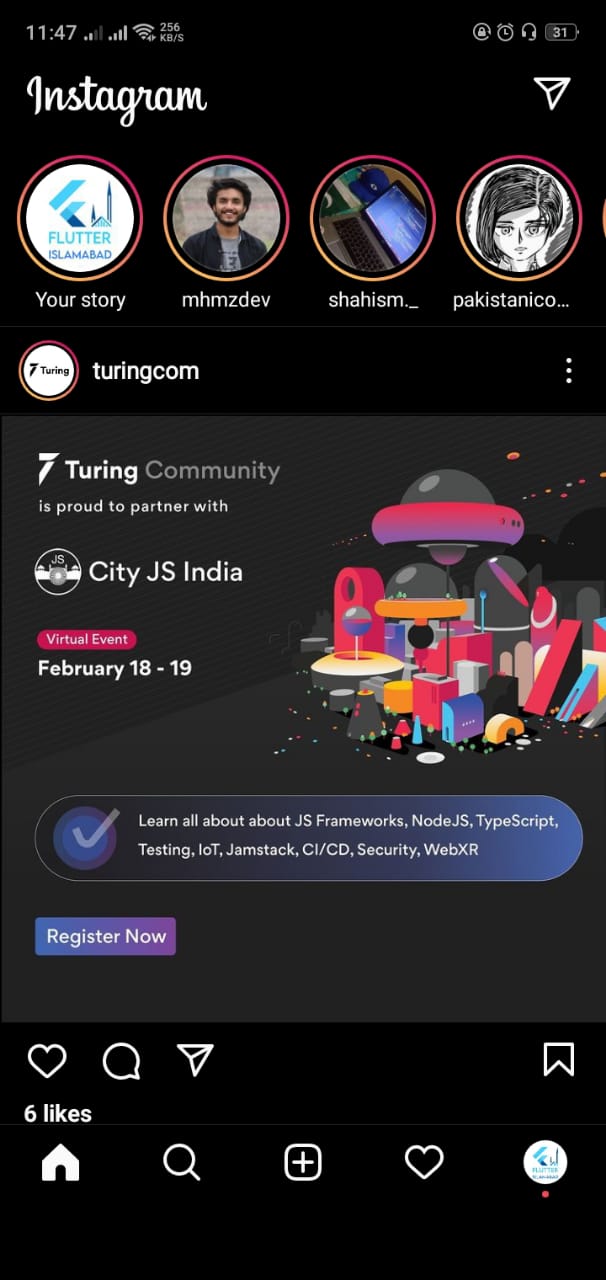 11:47
256
KB/S
31
Instagram
FLUTTER
ISLAMABAD
Your story
mhmzdev
shahism._
pakistanico...
Turing
turingcom
Turing Community
is proud to partner with
JS
City JS India
Virtual Event
February 18 - 19
Learn all about about JS Frameworks, NodeJS, TypeScript,
Testing, IoT, Jamstack, CI/CD, Security, WebXR
Register Now
6 likes
FLUTTER
ISLAMABAD